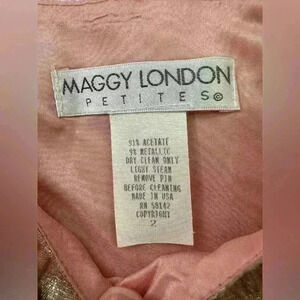 MAGGY LONDON
PETITES©
91% ACETATE
9% METALLIC
DRY CLEAN ONLY
LIGHT STEAM
REMOVE PIN
BEFORE CLEANING
MADE IN USA
RN 58142
COPYRIGHT
2